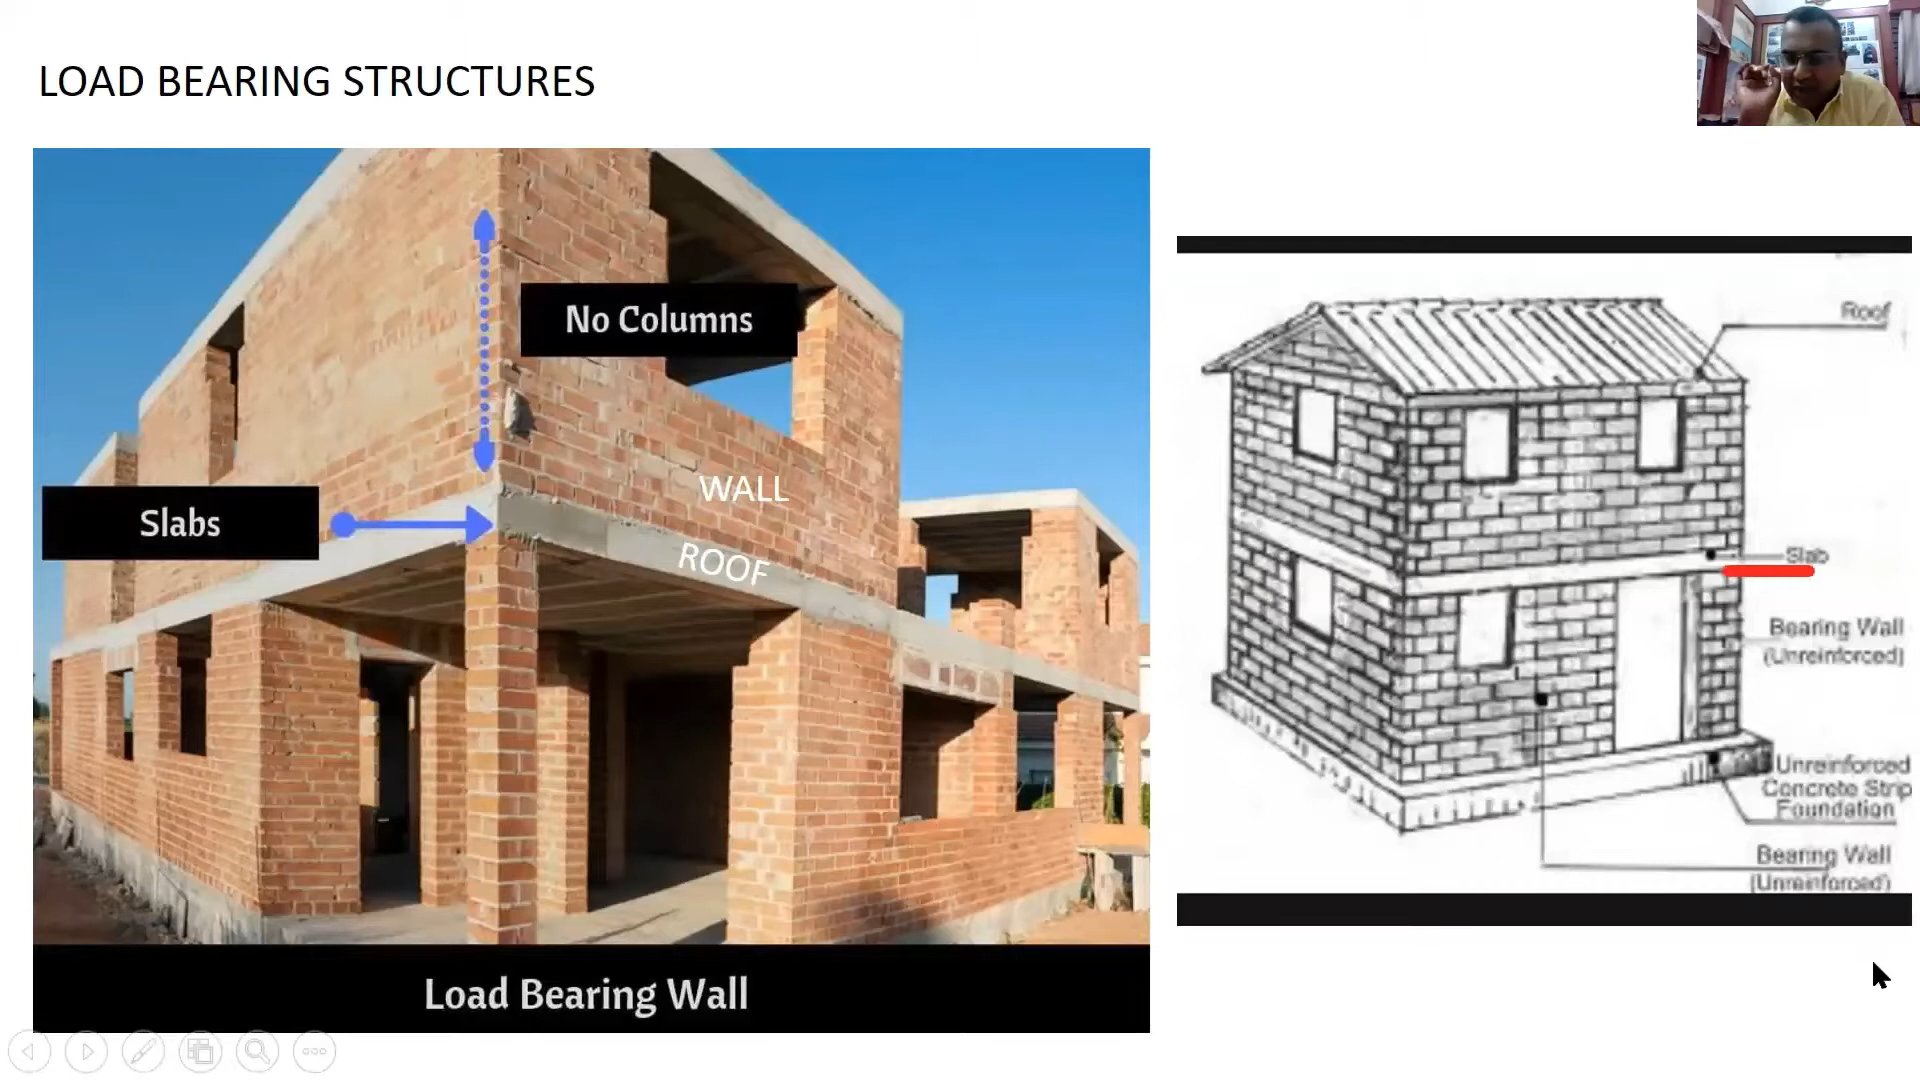 LOAD BEARING STRUCTURES
No Columns
WALL
Slabs
ROOF
Load Bearing Wall
Roof
Slab
Bearing Wall
(Unreinforced)
Unreinforced
Concrete Strip
Foundation
Bearing Wall
(Unreinforced)